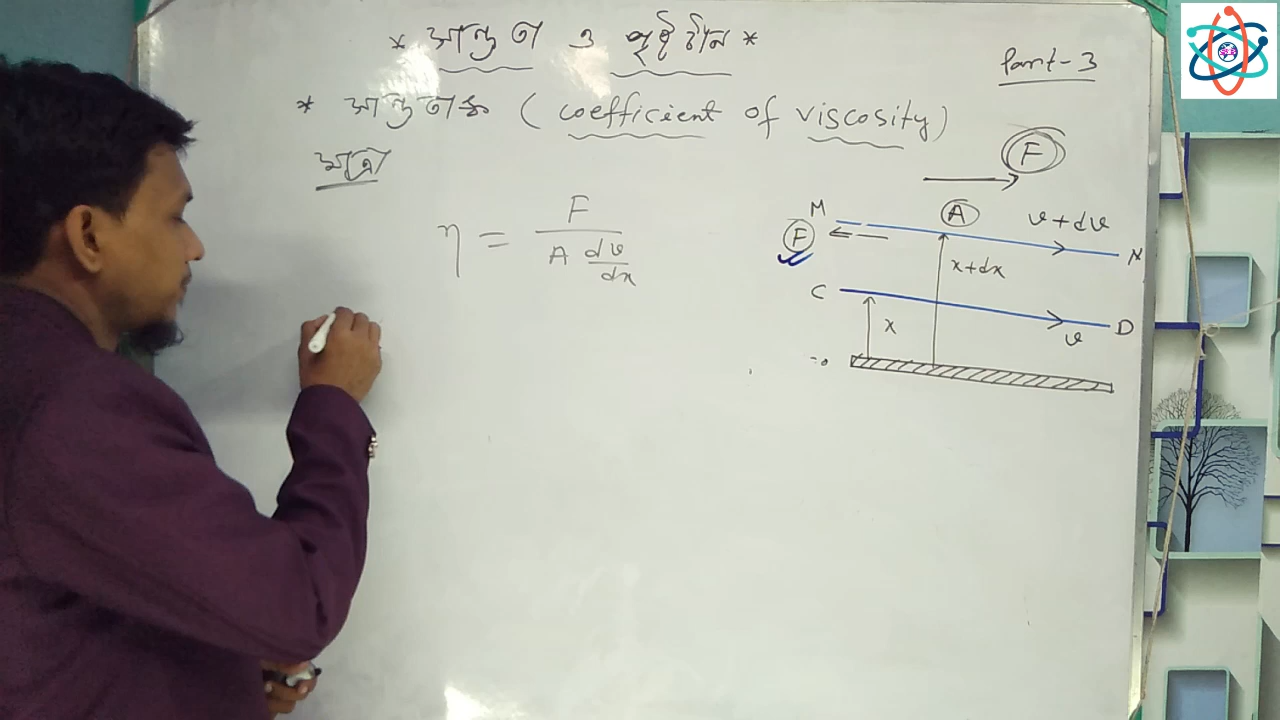 * সান্দ্রতা ও পৃষ্ঠটান *
Part-3
* সান্দ্রতাঙ্ক ( coefficient of viscosity )
মাত্রা
η = F / (A dv/dx)
F
M A v+dv N
F
x+dx
C x v D